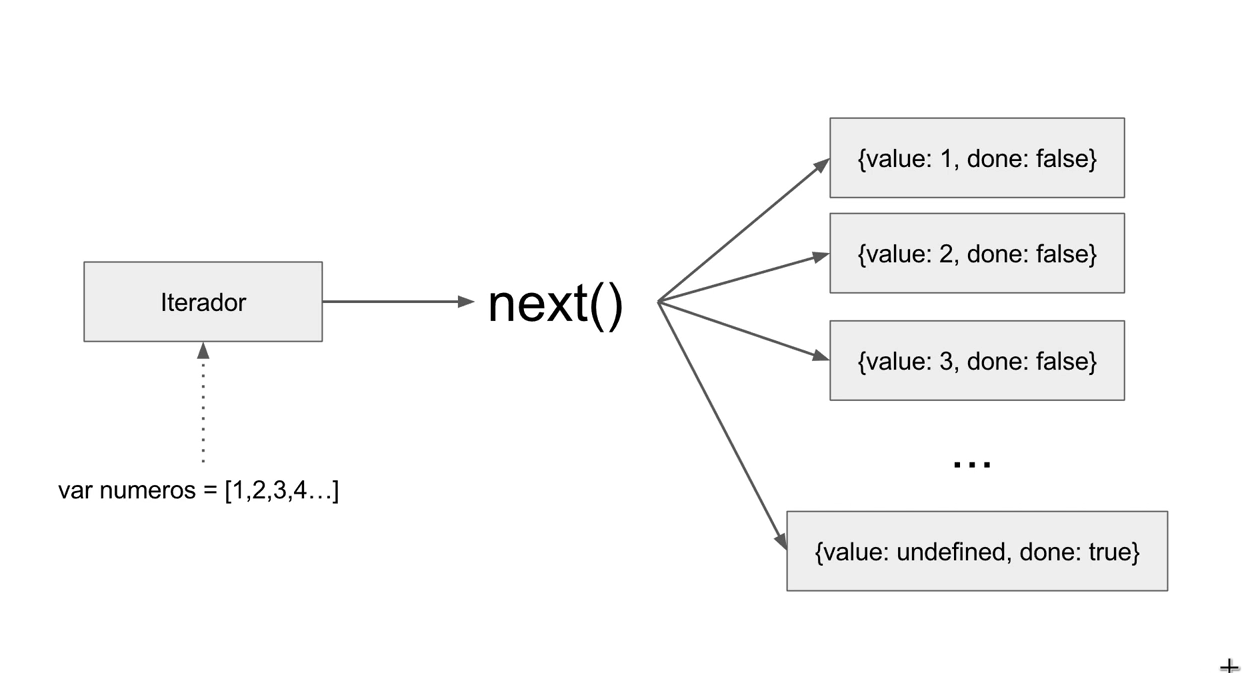 {value: 1, done: false}
{value: 2, done: false}
Iterador
next()
{value: 3, done: false}
...
var numeros = [1,2,3,4...]
{value: undefined, done: true}